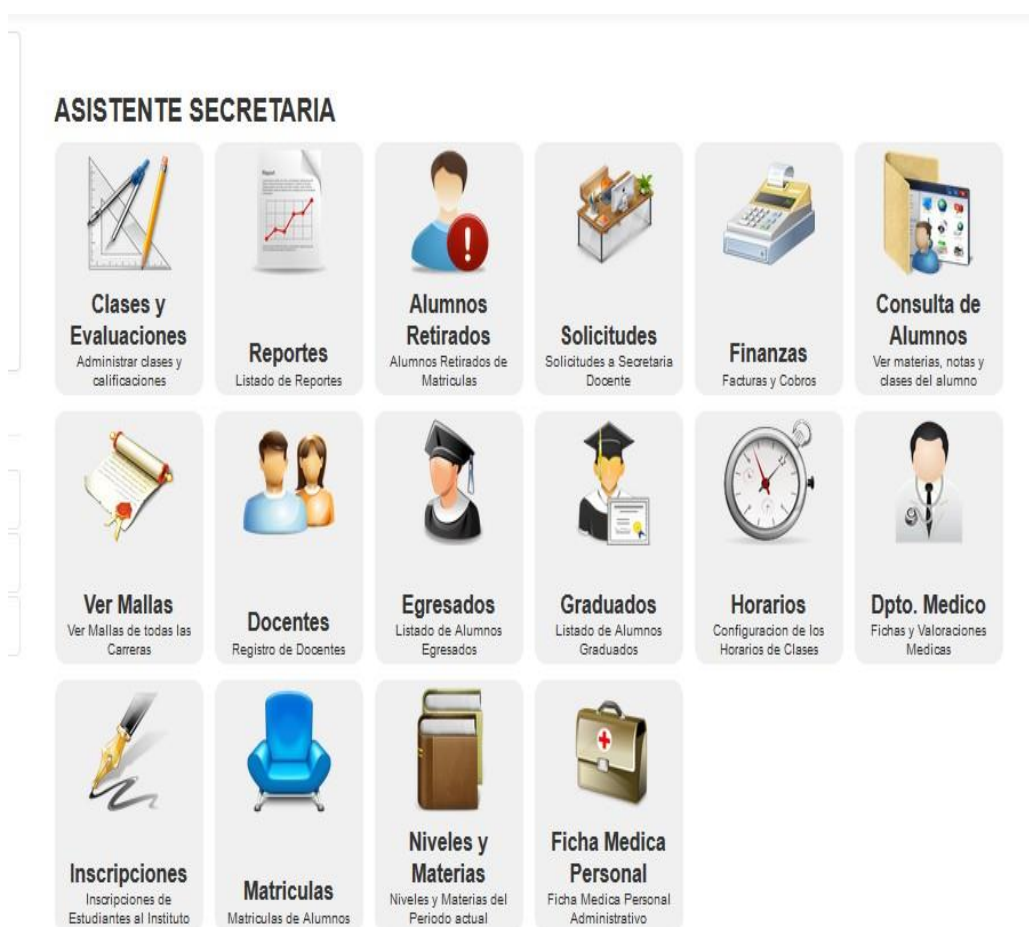 ASISTENTE SECRETARIA
Clases y
Evaluaciones
Administrar clases y
calificaciones
Report
Reportes
Listado de Reportes
Alumnos
Retirados
Alumnos Retirados de
Matriculas
Solicitudes
Solicitudes a Secretaria
Docente
Finanzas
Facturas y Cobros
Consulta de
Alumnos
Ver materias, notas y
clases del alumno
Ver Mallas
Ver Mallas de todas las
Carreras
Docentes
Registro de Docentes
Egresados
Listado de Alumnos
Egresados
Graduados
Listado de Alumnos
Graduados
Horarios
Configuracion de los
Horarios de Clases
Dpto. Medico
Fichas y Valoraciones
Medicas
Inscripciones
Inscripciones de
Estudiantes al Instituto
Matriculas
Matriculas de Alumnos
Niveles y
Materias
Niveles y Materias del
Periodo actual
Ficha Medica
Personal
Ficha Medica Personal
Administrativo